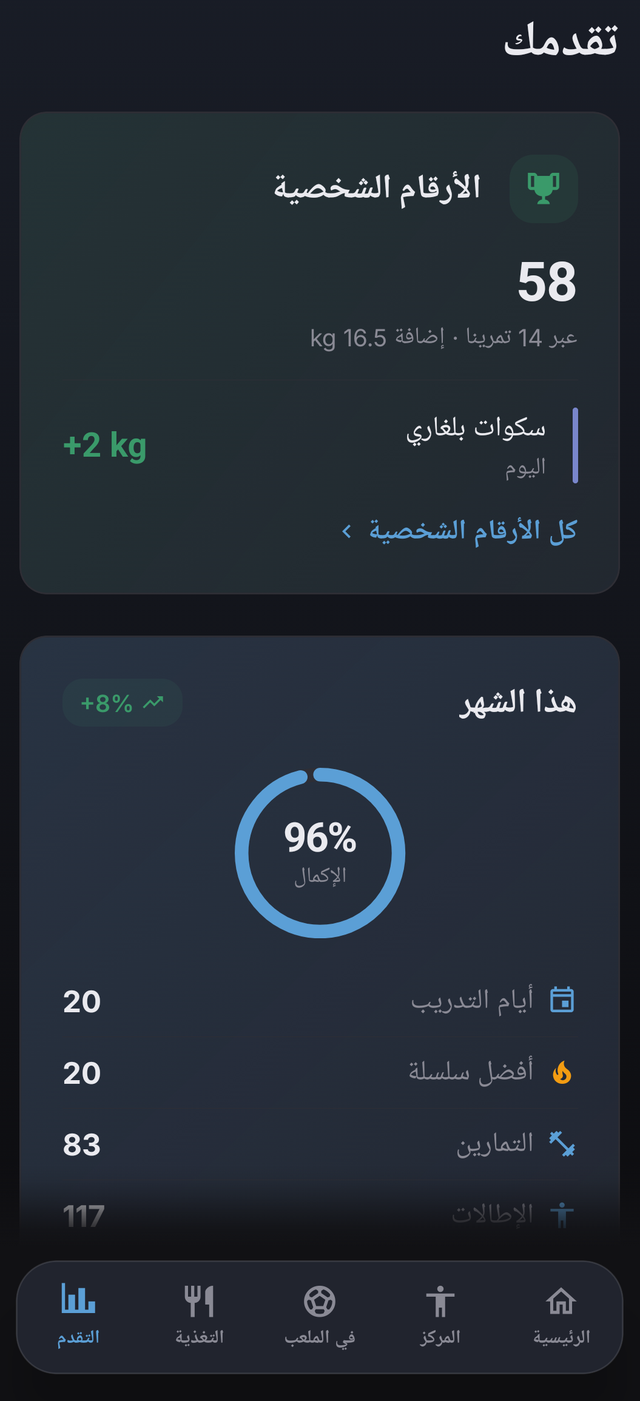 تقدمك
الأرقام الشخصية
58
عبر 14 تمرينا · إضافة 16.5 kg
سكوات بلغاري
+2 kg
اليوم
كل الأرقام الشخصية
هذا الشهر
+8%
96%
الإكمال
أيام التدريب 20
أفضل سلسلة 20
التمارين 83
الإطالات 117
الرئيسية
المركز
في الملعب
التغذية
التقدم